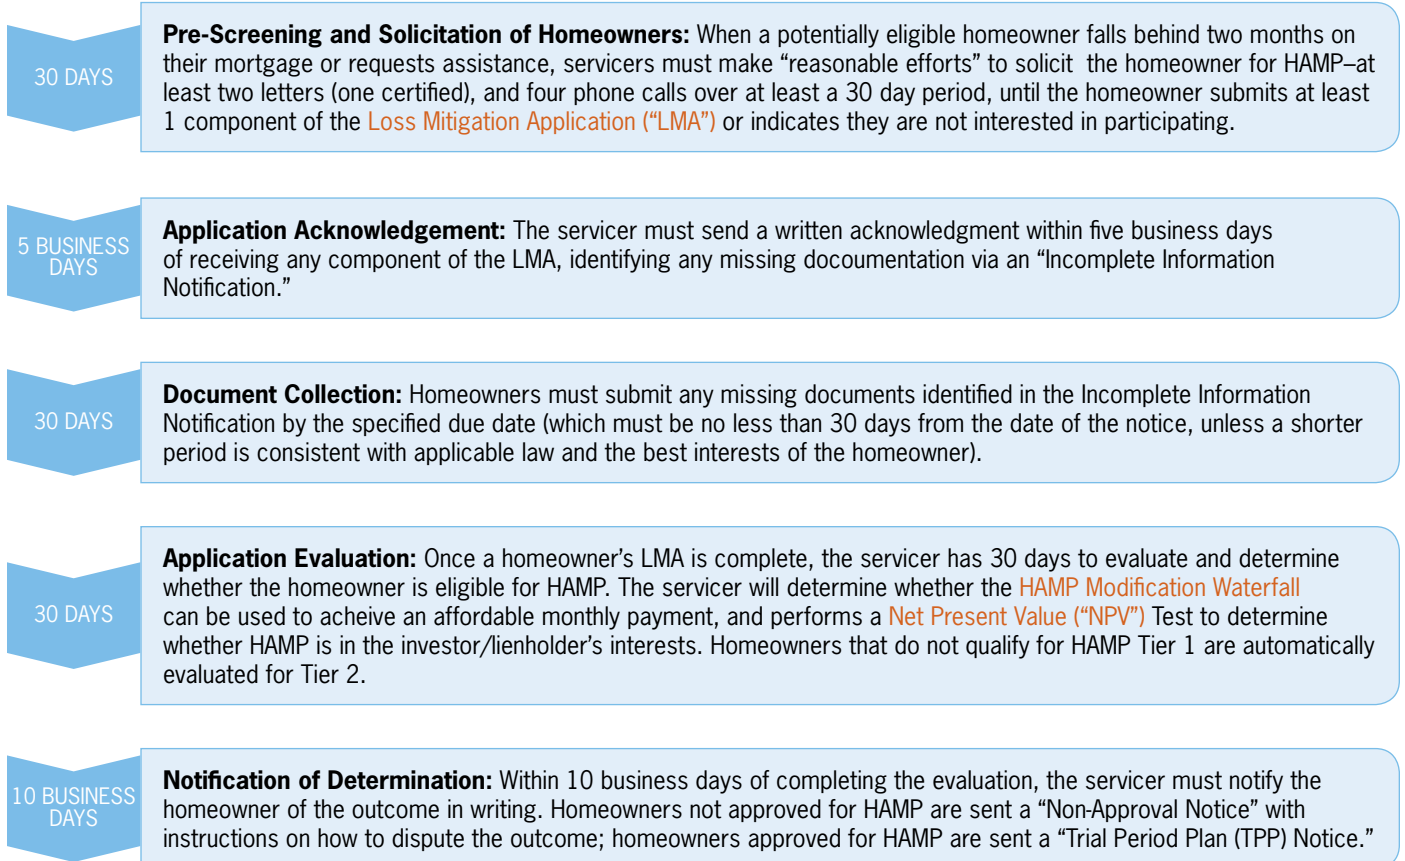 30 DAYS
Pre-Screening and Solicitation of Homeowners: When a potentially eligible homeowner falls behind two months on
their mortgage or requests assistance, servicers must make “reasonable efforts” to solicit the homeowner for HAMP–at
least two letters (one certified), and four phone calls over at least a 30 day period, until the homeowner submits at least
1 component of the Loss Mitigation Application (“LMA”) or indicates they are not interested in participating.
5 BUSINESS
DAYS
Application Acknowledgement: The servicer must send a written acknowledgment within five business days
of receiving any component of the LMA, identifying any missing docoumentation via an “Incomplete Information
Notification.”
30 DAYS
Document Collection: Homeowners must submit any missing documents identified in the Incomplete Information
Notification by the specified due date (which must be no less than 30 days from the date of the notice, unless a shorter
period is consistent with applicable law and the best interests of the homeowner).
30 DAYS
Application Evaluation: Once a homeowner’s LMA is complete, the servicer has 30 days to evaluate and determine
whether the homeowner is eligible for HAMP. The servicer will determine whether the HAMP Modification Waterfall
can be used to acheive an affordable monthly payment, and performs a Net Present Value (“NPV”) Test to determine
whether HAMP is in the investor/lienholder’s interests. Homeowners that do not qualify for HAMP Tier 1 are automatically
evaluated for Tier 2.
10 BUSINESS
DAYS
Notification of Determination: Within 10 business days of completing the evaluation, the servicer must notify the
homeowner of the outcome in writing. Homeowners not approved for HAMP are sent a “Non-Approval Notice” with
instructions on how to dispute the outcome; homeowners approved for HAMP are sent a “Trial Period Plan (TPP) Notice.”